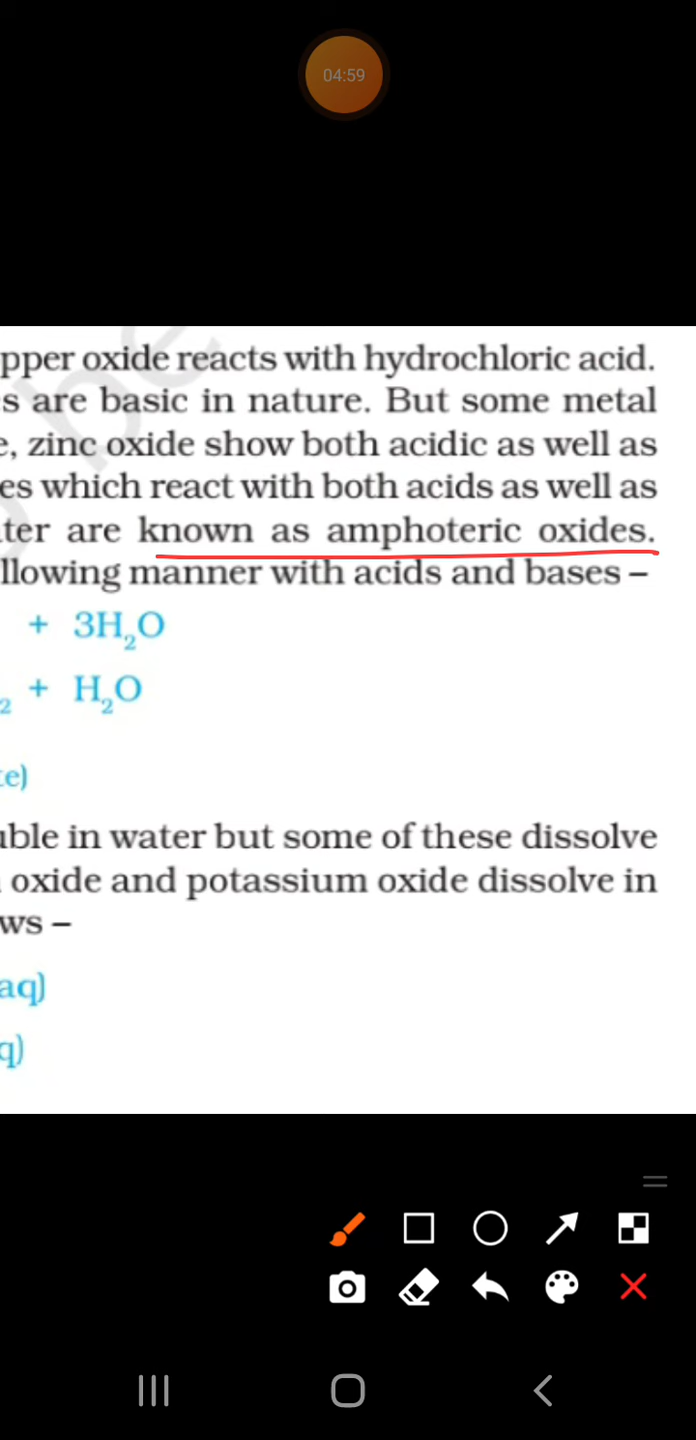 04:59
pper oxide reacts with hydrochloric acid.
s are basic in nature. But some metal
e, zinc oxide show both acidic as well as
es which react with both acids as well as
ter are known as amphoteric oxides.
llowing manner with acids and bases –
+ 3H₂O
₂ + H₂O
te)
uble in water but some of these dissolve
oxide and potassium oxide dissolve in
ws –
aq)
q)